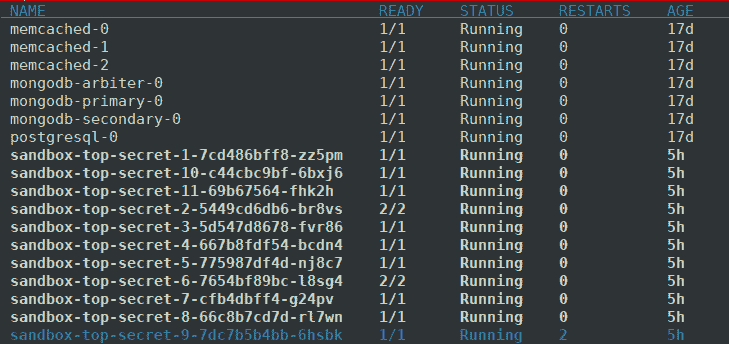 NAME READY STATUS RESTARTS AGE
memcached-0 1/1 Running 0 17d
memcached-1 1/1 Running 0 17d
memcached-2 1/1 Running 0 17d
mongodb-arbiter-0 1/1 Running 0 17d
mongodb-primary-0 1/1 Running 0 17d
mongodb-secondary-0 1/1 Running 0 17d
postgresql-0 1/1 Running 0 17d
sandbox-top-secret-1-7cd486bff8-zz5pm 1/1 Running 0 5h
sandbox-top-secret-10-c44cbc9bf-6bxj6 1/1 Running 0 5h
sandbox-top-secret-11-69b67564-fhk2h 1/1 Running 0 5h
sandbox-top-secret-2-5449cd6db6-br8vs 2/2 Running 0 5h
sandbox-top-secret-3-5d547d8678-fvr86 1/1 Running 0 5h
sandbox-top-secret-4-667b8fdf54-bcdn4 1/1 Running 0 5h
sandbox-top-secret-5-775987df4d-nj8c7 1/1 Running 0 5h
sandbox-top-secret-6-7654bf89bc-l8sg4 2/2 Running 0 5h
sandbox-top-secret-7-cfb4dbff4-g24pv 1/1 Running 0 5h
sandbox-top-secret-8-66c8b7cd7d-rl7wn 1/1 Running 0 5h
sandbox-top-secret-9-7dc7b5b4bb-6hsbk 1/1 Running 2 5h